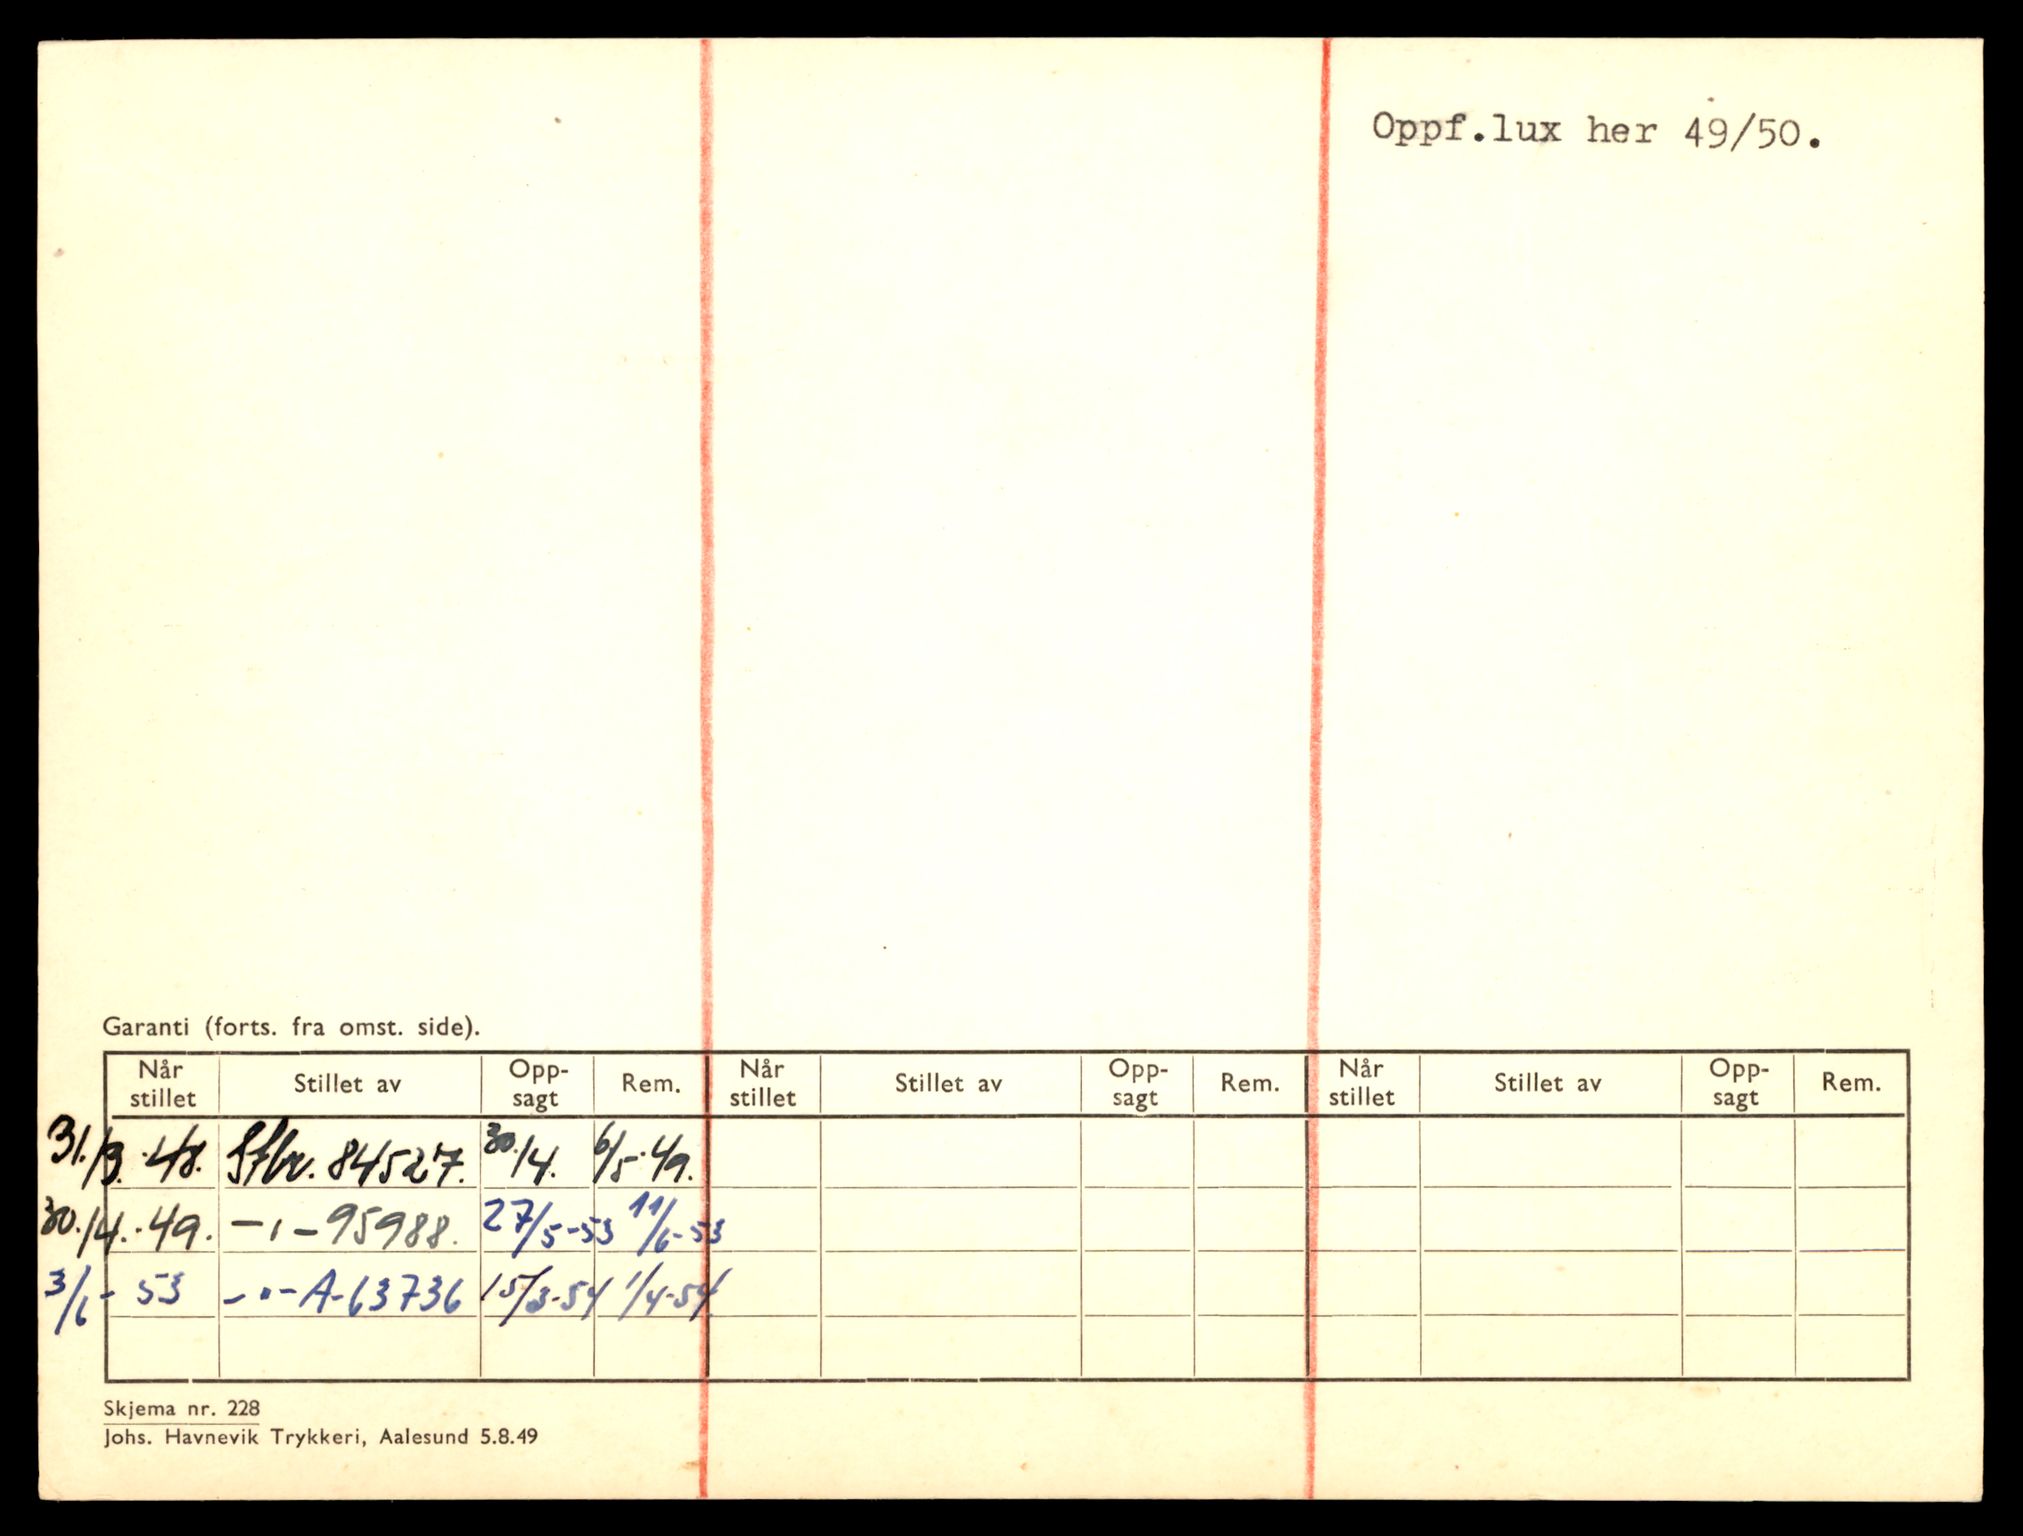 Oppf.lux her 49/50.
Garanti (forts. fra omst. side).
Når stillet Stillet av Opp-sagt Rem. Når stillet Stillet av Opp-sagt Rem. Når stillet Stillet av Opp-sagt Rem.
31./3.·48. 84527. 30./4. 6/5·49.
30./4.·49. -ı- 95988. 27/5-53 11/6-53
3/6-53 -"- A-63736 15/3-54 1/4-54
Skjema nr. 228
Johs. Havnevik Trykkeri, Aalesund 5.8.49